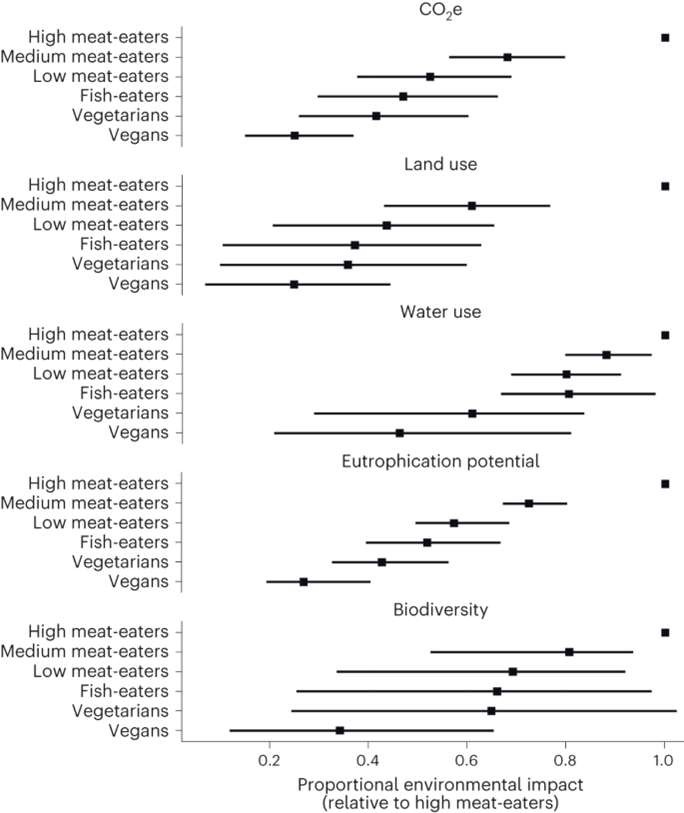 CO2e
High meat-eaters
Medium meat-eaters
Low meat-eaters
Fish-eaters
Vegetarians
Vegans
Land use
High meat-eaters
Medium meat-eaters
Low meat-eaters
Fish-eaters
Vegetarians
Vegans
Water use
High meat-eaters
Medium meat-eaters
Low meat-eaters
Fish-eaters
Vegetarians
Vegans
Eutrophication potential
High meat-eaters
Medium meat-eaters
Low meat-eaters
Fish-eaters
Vegetarians
Vegans
Biodiversity
High meat-eaters
Medium meat-eaters
Low meat-eaters
Fish-eaters
Vegetarians
Vegans
0.2 0.4 0.6 0.8 1.0
Proportional environmental impact
(relative to high meat-eaters)